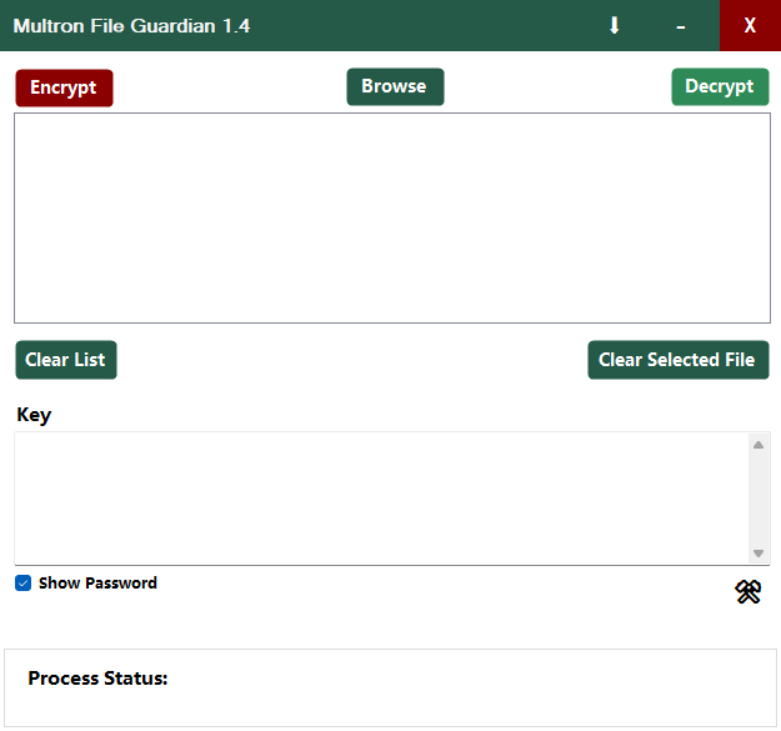 Multron File Guardian 1.4 - X
Encrypt Browse Decrypt
Clear List Clear Selected File
Key
Show Password
Process Status: